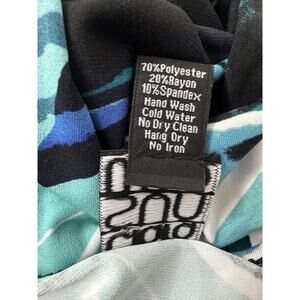 70%Polyester
20%Rayon
10%Spandex
Hand Wash
Cold Water
No Dry Clean
Hang Dry
No Iron